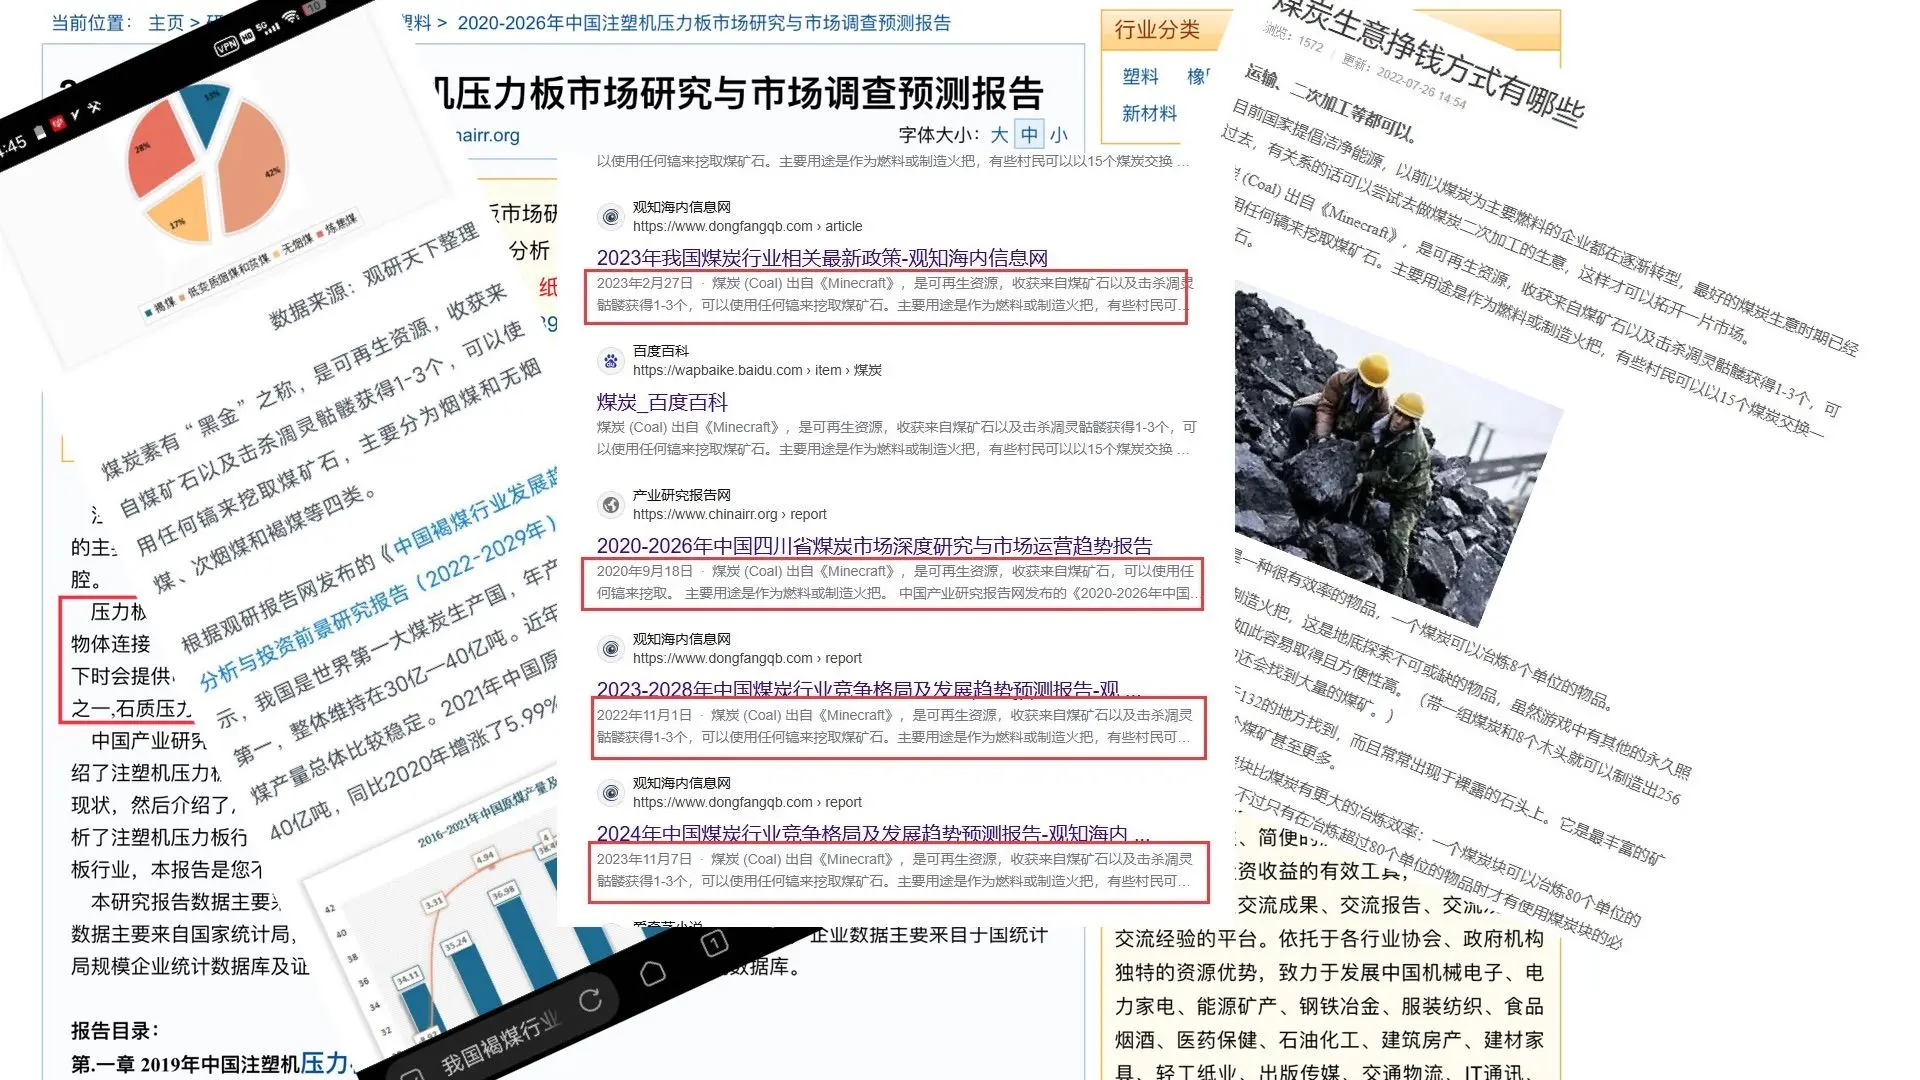 当前位置： 主页 >
塑料 > 2020-2026年中国注塑机压力板市场研究与市场调查预测报告
机压力板市场研究与市场调查预测报告
nairr.org
字体大小： 大 中 小
行业分类
塑料
新材料
板市场研
分析
4:45
VPN HD 5G 10
28%
13%
42%
17%
褐煤 低变质烟煤和贫煤 无烟煤 炼焦煤
数据来源：观研天下整理
煤炭素有“黑金”之称，是可再生资源，收获来
自煤矿石以及击杀凋灵骷髅获得1-3个，可以使
用任何镐来挖取煤矿石，主要分为烟煤和无烟
煤、次烟煤和褐煤等四类。
根据观研报告网发布的《中国褐煤行业发展趋
分析与投资前景研究报告（2022-2029年）
示，我国是世界第一大煤炭生产国，年产
第一，整体维持在30亿—40亿吨。近年
煤产量总体比较稳定。2021年中国原
40亿吨，同比2020年增涨了5.99%
2016-2021年中国原煤产量及
42
40
38
36
34
32
34.11
35.24
36.98
3.31
4.94
我国褐煤行业
1
以使用任何镐来挖取煤矿石。主要用途是作为燃料或制造火把，有些村民可以以15个煤炭交换 ...
观知海内信息网
https://www.dongfangqb.com › article
2023年我国煤炭行业相关最新政策-观知海内信息网
2023年2月27日 · 煤炭 (Coal) 出自《Minecraft》，是可再生资源，收获来自煤矿石以及击杀凋灵
骷髅获得1-3个，可以使用任何镐来挖取煤矿石。主要用途是作为燃料或制造火把，有些村民可...
百度百科
https://wapbaike.baidu.com › item › 煤炭
煤炭_百度百科
煤炭 (Coal) 出自《Minecraft》，是可再生资源，收获来自煤矿石以及击杀凋灵骷髅获得1-3个，可
以使用任何镐来挖取煤矿石。主要用途是作为燃料或制造火把，有些村民可以以15个煤炭交换 ...
产业研究报告网
https://www.chinairr.org › report
2020-2026年中国四川省煤炭市场深度研究与市场运营趋势报告
2020年9月18日 · 煤炭 (Coal) 出自《Minecraft》，是可再生资源，收获来自煤矿石，可以使用任
何镐来挖取。 主要用途是作为燃料或制造火把。 中国产业研究报告网发布的《2020-2026年中国...
观知海内信息网
https://www.dongfangqb.com › report
2023-2028年中国煤炭行业竞争格局及发展趋势预测报告-观 ...
2022年11月1日 · 煤炭 (Coal) 出自《Minecraft》，是可再生资源，收获来自煤矿石以及击杀凋灵
骷髅获得1-3个，可以使用任何镐来挖取煤矿石。主要用途是作为燃料或制造火把，有些村民可...
观知海内信息网
https://www.dongfangqb.com › report
2024年中国煤炭行业竞争格局及发展趋势预测报告-观知海内 ...
2023年11月7日 · 煤炭 (Coal) 出自《Minecraft》，是可再生资源，收获来自煤矿石以及击杀凋灵
骷髅获得1-3个，可以使用任何镐来挖取煤矿石。主要用途是作为燃料或制造火把，有些村民可...
煤炭生意挣钱方式有哪些
浏览：1572 | 更新：2022-07-26 14:54
运输、二次加工等都可以。
目前国家提倡洁净能源，以前以煤炭为主要燃料的企业都在逐渐转型，最好的煤炭生意时期已经
过去，有关系的话可以尝试去做煤炭二次加工的生意，这样才可以拓开一片市场。
(Coal) 出自《Minecraft》，是可再生资源，收获来自煤矿石以及击杀凋灵骷髅获得1-3个，可
用任何镐来挖取煤矿石。主要用途是作为燃料或制造火把，有些村民可以以15个煤炭交换一
石。
是一种很有效率的物品，一个煤炭可以冶炼8个单位的物品。
制造火把，这是地底探索不可或缺的物品，虽然游戏中有其他的永久照
如此容易取得且方便性高。（带一组煤炭和8个木头就可以制造出256
还会找到大量的煤矿。）
132的地方找到，而且常常出现于裸露的石头上。它是最丰富的矿
煤矿甚至更多。
块比煤炭有更大的冶炼效率：一个煤炭块可以冶炼80个单位的
不过只有在冶炼超过80个单位的物品时才有使用煤炭块的必
的主
腔。
压力板
物体连接
下时会提供
之一,石质压力
中国产业研究
绍了注塑机压力板
现状，然后介绍了
析了注塑机压力板行
板行业，本报告是您不
本研究报告数据主要
数据主要来自国家统计局，
局规模企业统计数据库及证
企业数据主要来自于国统计
数据库。
报告目录：
第.一章 2019年中国注塑机压力
、简便的
资收益的有效工具，
交流成果、交流报告、交流
交流经验的平台。依托于各行业协会、政府机构
独特的资源优势，致力于发展中国机械电子、电
力家电、能源矿产、钢铁冶金、服装纺织、食品
烟酒、医药保健、石油化工、建筑房产、建材家
具、轻工纸业、出版传媒、交通物流、IT通讯、